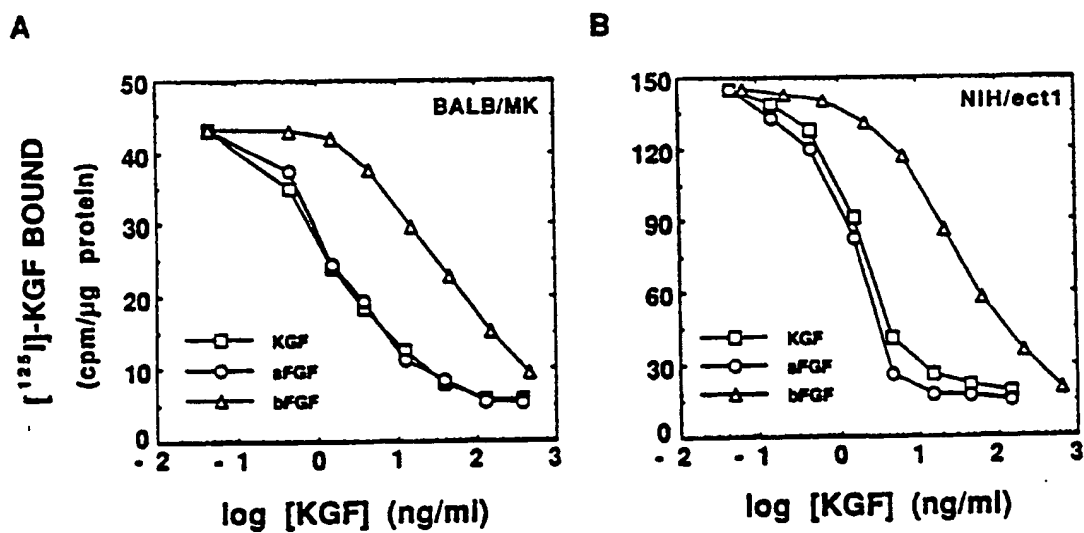 A
B
[125I]-KGF BOUND
(cpm/μg protein)
50
40
30
20
10
0
BALB/MK
KGF
aFGF
bFGF
-2 -1 0 1 2 3
log [KGF] (ng/ml)
150
120
90
60
30
0
NIH/ect1
KGF
aFGF
bFGF
-2 -1 0 1 2 3
log [KGF] (ng/ml)